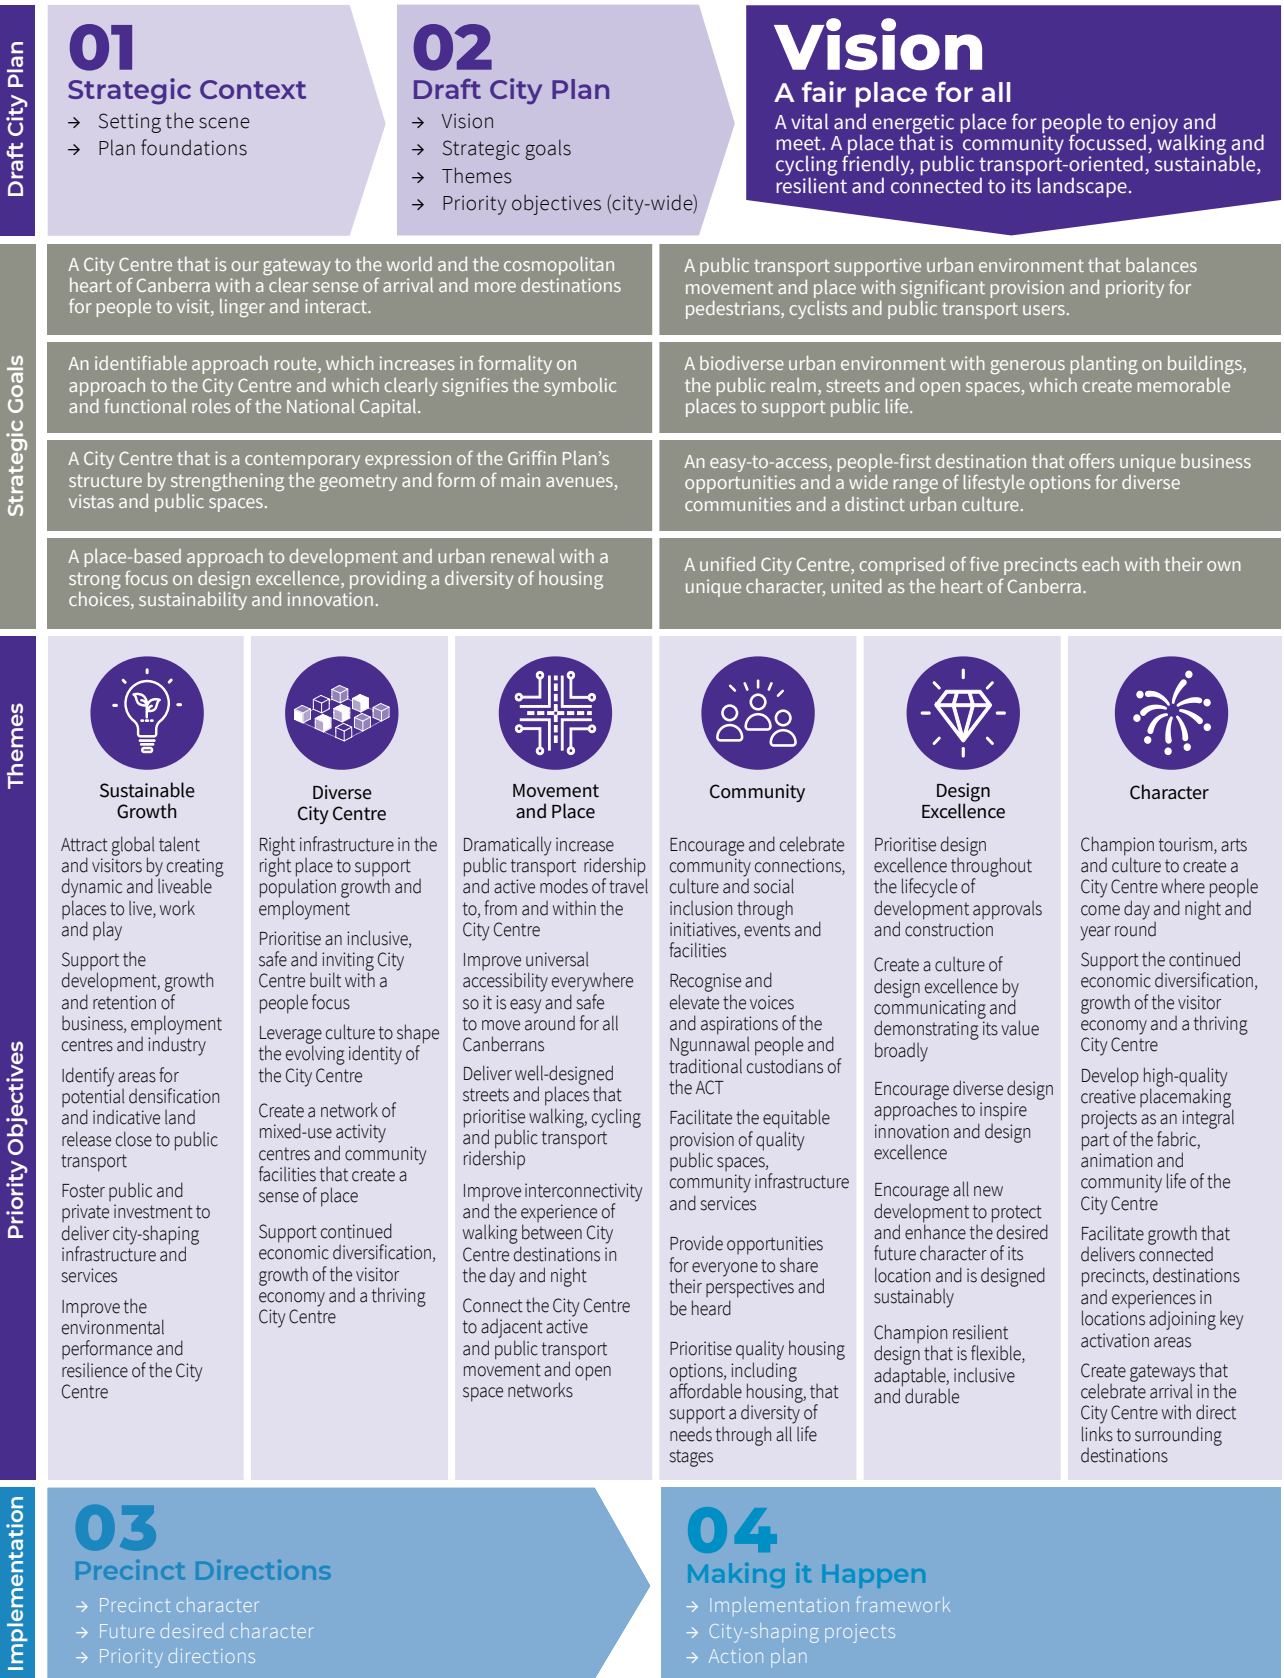 Draft City Plan
01
Strategic Context
→ Setting the scene
→ Plan foundations
02
Draft City Plan
→ Vision
→ Strategic goals
→ Themes
→ Priority objectives (city-wide)
Vision
A fair place for all
A vital and energetic place for people to enjoy and
meet. A place that is community focussed, walking and
cycling friendly, public transport-oriented, sustainable,
resilient and connected to its landscape.
Strategic Goals
A City Centre that is our gateway to the world and the cosmopolitan
heart of Canberra with a clear sense of arrival and more destinations
for people to visit, linger and interact.
A public transport supportive urban environment that balances
movement and place with significant provision and priority for
pedestrians, cyclists and public transport users.
An identifiable approach route, which increases in formality on
approach to the City Centre and which clearly signifies the symbolic
and functional roles of the National Capital.
A biodiverse urban environment with generous planting on buildings,
the public realm, streets and open spaces, which create memorable
places to support public life.
A City Centre that is a contemporary expression of the Griffin Plan's
structure by strengthening the geometry and form of main avenues,
vistas and public spaces.
An easy-to-access, people-first destination that offers unique business
opportunities and a wide range of lifestyle options for diverse
communities and a distinct urban culture.
A place-based approach to development and urban renewal with a
strong focus on design excellence, providing a diversity of housing
choices, sustainability and innovation.
A unified City Centre, comprised of five precincts each with their own
unique character, united as the heart of Canberra.
Themes
Priority Objectives
Sustainable
Growth
Attract global talent
and visitors by creating
dynamic and liveable
places to live, work
and play
Support the
development, growth
and retention of
business, employment
centres and industry
Identify areas for
potential densification
and indicative land
release close to public
transport
Foster public and
private investment to
deliver city-shaping
infrastructure and
services
Improve the
environmental
performance and
resilience of the City
Centre
Diverse
City Centre
Right infrastructure in the
right place to support
population growth and
employment
Prioritise an inclusive,
safe and inviting City
Centre built with a
people focus
Leverage culture to shape
the evolving identity of
the City Centre
Create a network of
mixed-use activity
centres and community
facilities that create a
sense of place
Support continued
economic diversification,
growth of the visitor
economy and a thriving
City Centre
Movement
and Place
Dramatically increase
public transport ridership
and active modes of travel
to, from and within the
City Centre
Improve universal
accessibility everywhere
so it is easy and safe
to move around for all
Canberrans
Deliver well-designed
streets and places that
prioritise walking, cycling
and public transport
ridership
Improve interconnectivity
and the experience of
walking between City
Centre destinations in
the day and night
Connect the City Centre
to adjacent active
and public transport
movement and open
space networks
Community
Encourage and celebrate
community connections,
culture and social
inclusion through
initiatives, events and
facilities
Recognise and
elevate the voices
and aspirations of the
Ngunnawal people and
traditional custodians of
the ACT
Facilitate the equitable
provision of quality
public spaces,
community infrastructure
and services
Provide opportunities
for everyone to share
their perspectives and
be heard
Prioritise quality housing
options, including
affordable housing, that
support a diversity of
needs through all life
stages
Design
Excellence
Prioritise design
excellence throughout
the lifecycle of
development approvals
and construction
Create a culture of
design excellence by
communicating and
demonstrating its value
broadly
Encourage diverse design
approaches to inspire
innovation and design
excellence
Encourage all new
development to protect
and enhance the desired
future character of its
location and is designed
sustainably
Champion resilient
design that is flexible,
adaptable, inclusive
and durable
Character
Champion tourism, arts
and culture to create a
City Centre where people
come day and night and
year round
Support the continued
economic diversification,
growth of the visitor
economy and a thriving
City Centre
Develop high-quality
creative placemaking
projects as an integral
part of the fabric,
animation and
community life of the
City Centre
Facilitate growth that
delivers connected
precincts, destinations
and experiences in
locations adjoining key
activation areas
Create gateways that
celebrate arrival in the
City Centre with direct
links to surrounding
destinations
Implementation
03
Precinct Directions
→ Precinct character
→ Future desired character
→ Priority directions
04
Making it Happen
→ Implementation framework
→ City-shaping projects
→ Action plan